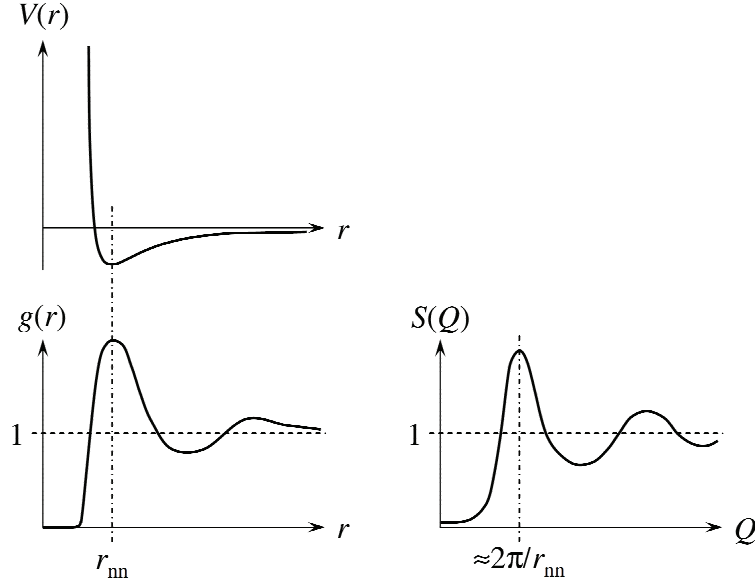 V(r)
r
g(r)
1
r
r_nn
S(Q)
1
Q
≈2π/r_nn